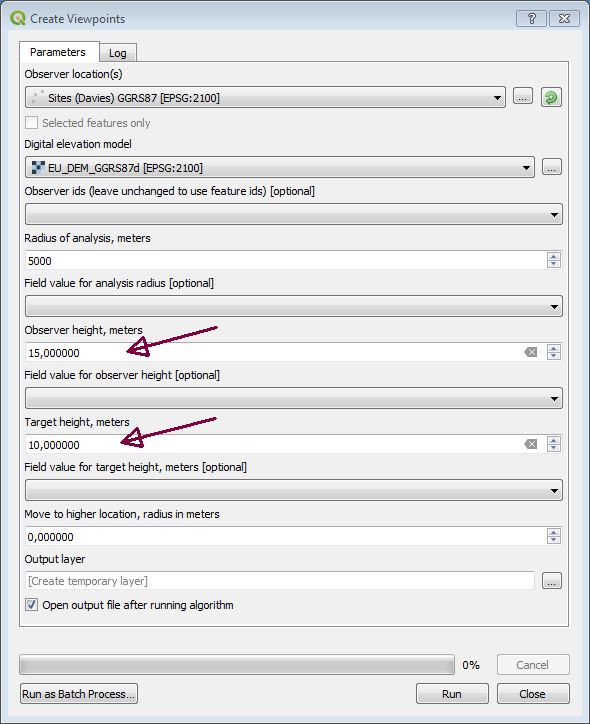 Create Viewpoints
Parameters
Log
Observer location(s)
Sites (Davies) GGRS87 [EPSG:2100]
...
Selected features only
Digital elevation model
EU_DEM_GGRS87d [EPSG:2100]
...
Observer ids (leave unchanged to use feature ids) [optional]
Radius of analysis, meters
5000
Field value for analysis radius [optional]
Observer height, meters
15,000000
Field value for observer height [optional]
Target height, meters
10,000000
Field value for target height, meters [optional]
Move to higher location, radius in meters
0,000000
Output layer
[Create temporary layer]
...
Open output file after running algorithm
0%
Cancel
Run as Batch Process...
Run
Close